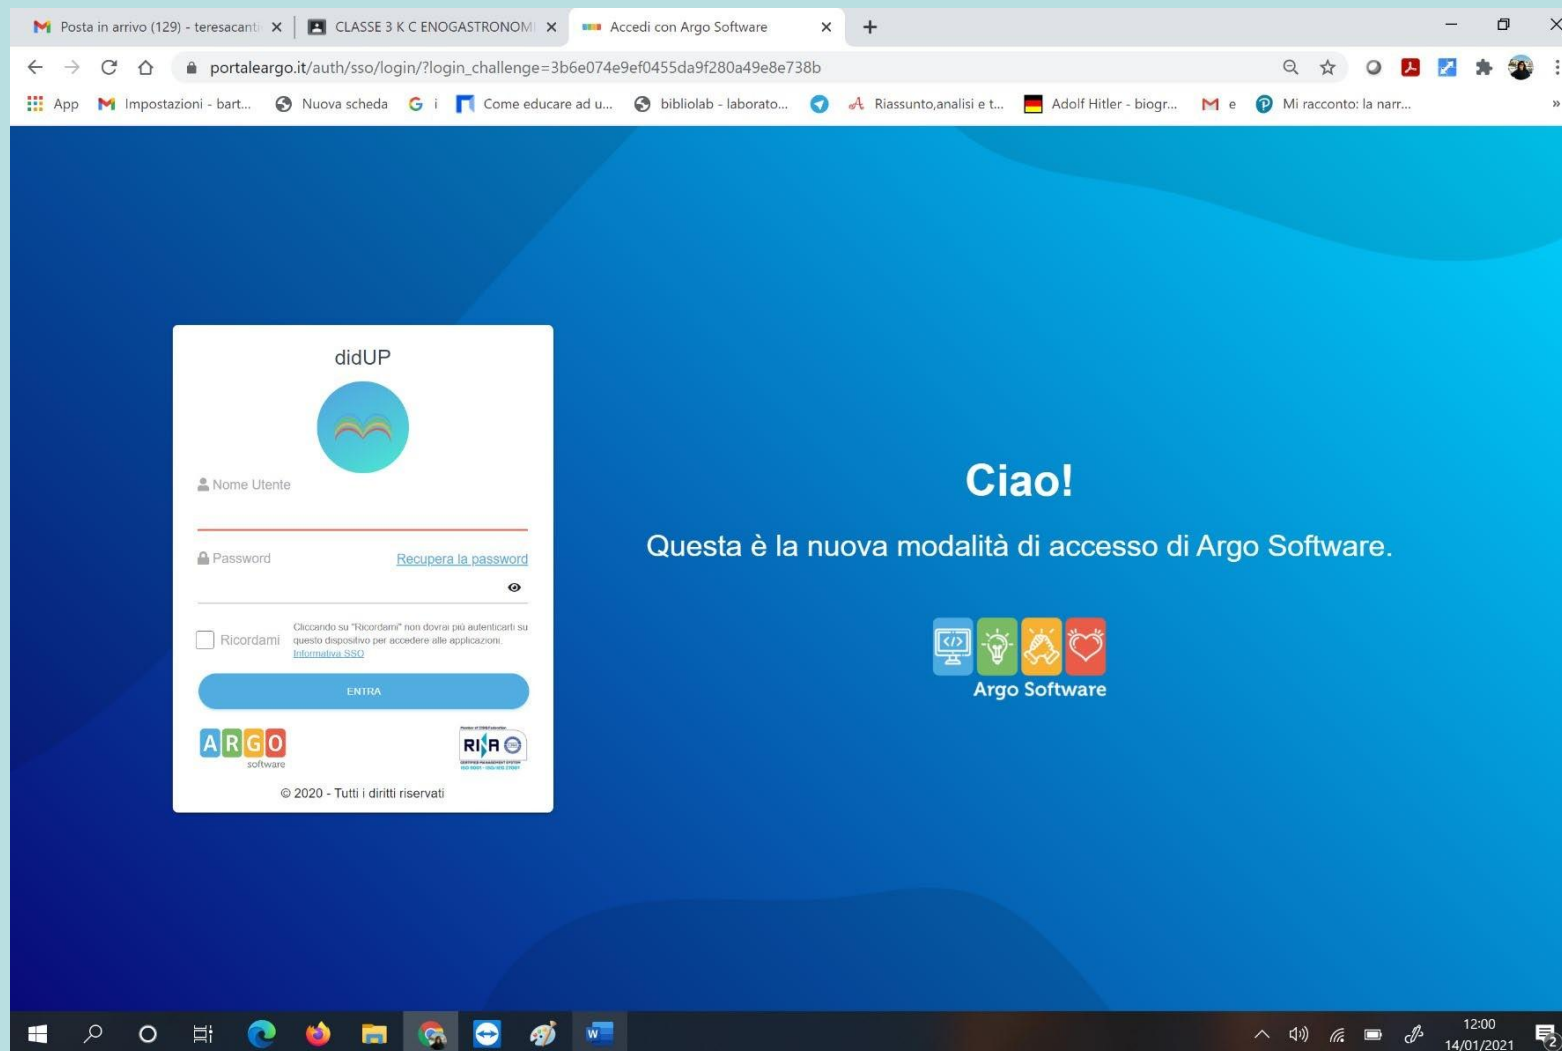 Posta in arrivo (129) - teresacanti
CLASSE 3 K C ENOGASTRONOMI
Accedi con Argo Software
portaleargo.it/auth/sso/login/?login_challenge=3b6e074e9ef0455da9f280a49e8e738b
App
Impostazioni - bart...
Nuova scheda
i
Come educare ad u...
bibliolab - laborato...
Riassunto,analisi e t...
Adolf Hitler - biogr...
e
Mi racconto: la narr...
»
didUP
Nome Utente
Password
Recupera la password
Ricordami
Cliccando su "Ricordami" non dovrai più autenticarti su
questo dispositivo per accedere alle applicazioni.
Informativa SSO
ENTRA
ARGO
software
RINA
© 2020 - Tutti i diritti riservati
Ciao!
Questa è la nuova modalità di accesso di Argo Software.
Argo Software
12:00
14/01/2021
2